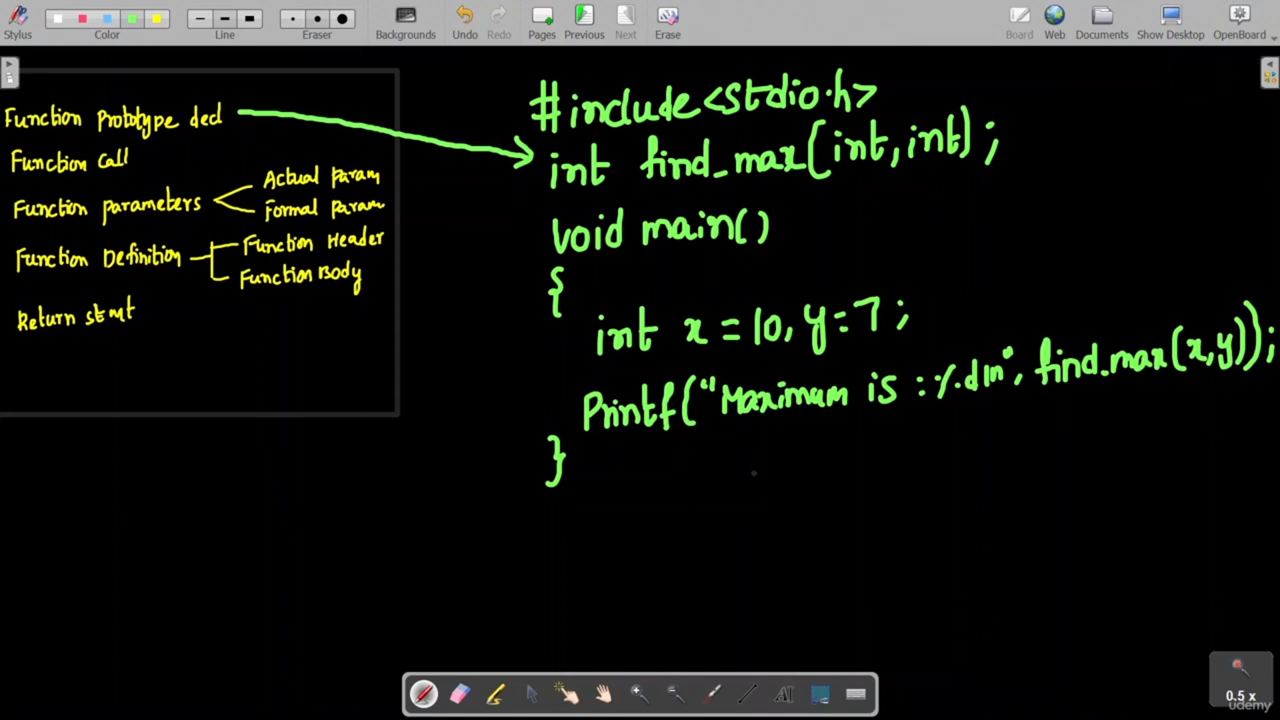 Stylus
Color
Line
Eraser
Backgrounds
Undo
Redo
Pages
Previous
Next
Erase
Board
Web
Documents
Show Desktop
OpenBoard
Function Prototype decl
Function call
Function parameters
Actual Param
Formal Param
Function Definition
Function Header
Function Body
Return stmt
#include<stdio.h>
int find_max(int,int);
void main()
{
int x = 10, y = 7;
Printf("Maximum is : %d\n", find_max(x,y));
}
AI
0.5 x
udemy